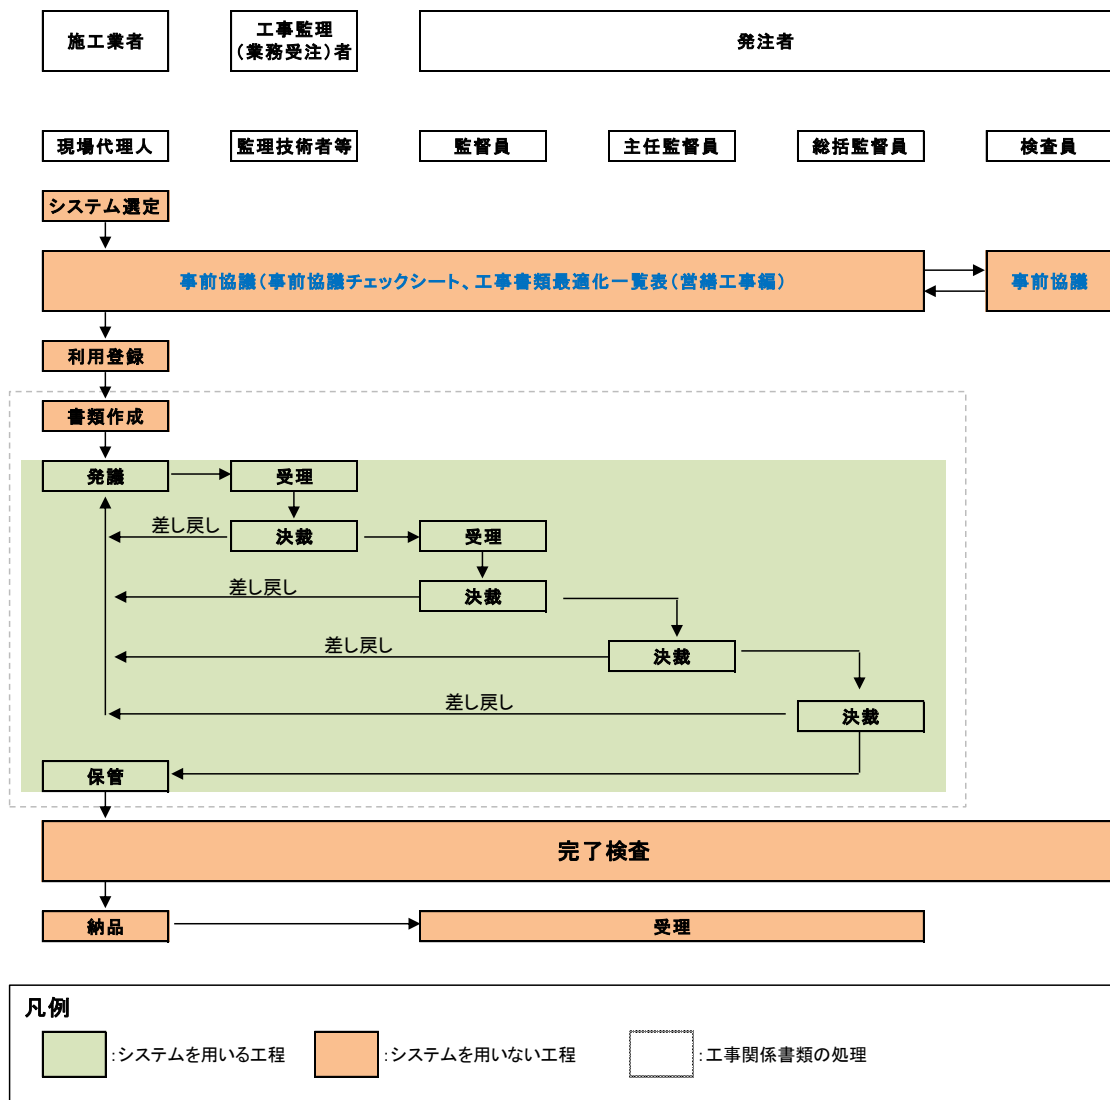 施工業者
工事監理
(業務受注)者
発注者
現場代理人
監理技術者等
監督員
主任監督員
総括監督員
検査員
システム選定
事前協議(事前協議チェックシート、工事書類最適化一覧表(営繕工事編)
事前協議
利用登録
書類作成
発議
受理
差し戻し
決裁
受理
差し戻し
決裁
差し戻し
決裁
差し戻し
決裁
保管
完了検査
納品
受理
凡例
:システムを用いる工程
:システムを用いない工程
:工事関係書類の処理